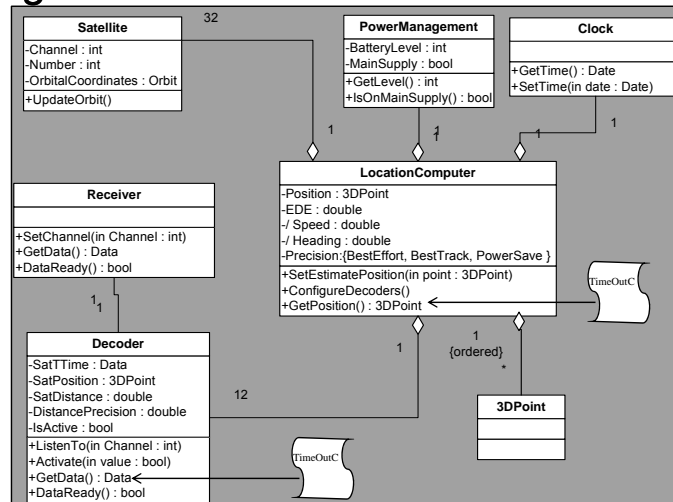 Satellite
-Channel : int
-Number : int
-OrbitalCoordinates : Orbit
+UpdateOrbit()
32
1
PowerManagement
-BatteryLevel : int
-MainSupply : bool
+GetLevel() : int
+IsOnMainSupply() : bool
1
1
Clock
+GetTime() : Date
+SetTime(in date : Date)
1
1
LocationComputer
-Position : 3DPoint
-EDE : double
-/ Speed : double
-/ Heading : double
-Precision:{BestEffort, BestTrack, PowerSave }
+SetEstimatePosition(in point : 3DPoint)
+ConfigureDecoders()
+GetPosition() : 3DPoint
TimeOutC
Receiver
+SetChannel(in Channel : int)
+GetData() : Data
+DataReady() : bool
1
1
Decoder
-SatTTime : Data
-SatPosition : 3DPoint
-SatDistance : double
-DistancePrecision : double
-IsActive : bool
+ListenTo(in Channel : int)
+Activate(in value : bool)
+GetData() : Data
+DataReady() : bool
12
1
TimeOutC
1
{ordered}
*
3DPoint